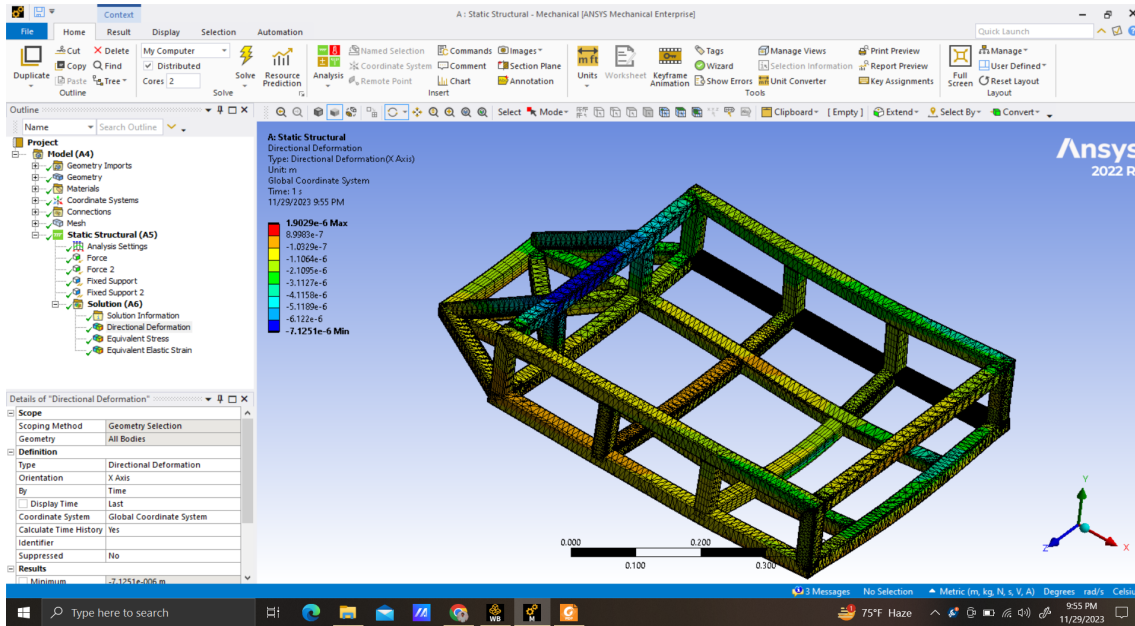 Context
A : Static Structural - Mechanical [ANSYS Mechanical Enterprise]
File Home Result Display Selection Automation
Quick Launch
Duplicate
Cut
Copy
Paste
Delete
Find
Tree
Outline
My Computer
Distributed
Cores 2
Solve
Resource Prediction
Solve
Analysis
Named Selection
Coordinate System
Remote Point
Commands
Comment
Chart
Images
Section Plane
Annotation
Insert
Units
Worksheet
Keyframe Animation
Tags
Wizard
Show Errors
Manage Views
Selection Information
Unit Converter
Print Preview
Report Preview
Key Assignments
Tools
Full Screen
Manage
User Defined
Reset Layout
Layout
Outline
Name Search Outline
Select Mode
Clipboard [ Empty ] Extend Select By Convert
Project
Model (A4)
Geometry Imports
Geometry
Materials
Coordinate Systems
Connections
Mesh
Static Structural (A5)
Analysis Settings
Force
Force 2
Fixed Support
Fixed Support 2
Solution (A6)
Solution Information
Directional Deformation
Equivalent Stress
Equivalent Elastic Strain
Details of "Directional Deformation"
Scope
Scoping Method Geometry Selection
Geometry All Bodies
Definition
Type Directional Deformation
Orientation X Axis
By Time
Display Time Last
Coordinate System Global Coordinate System
Calculate Time History Yes
Identifier
Suppressed No
Results
Minimum -7.1251e-006 m
A: Static Structural
Directional Deformation
Type: Directional Deformation(X Axis)
Unit: m
Global Coordinate System
Time: 1 s
11/29/2023 9:55 PM
1.9029e-6 Max
8.9983e-7
-1.0329e-7
-1.1064e-6
-2.1095e-6
-3.1127e-6
-4.1158e-6
-5.1189e-6
-6.122e-6
-7.1251e-6 Min
Ansys
2022 R
0.000 0.200
0.100 0.300
Y
Z X
3 Messages No Selection Metric (m, kg, N, s, V, A) Degrees rad/s Celsiu
Type here to search
WB
M
75°F Haze
9:55 PM
11/29/2023